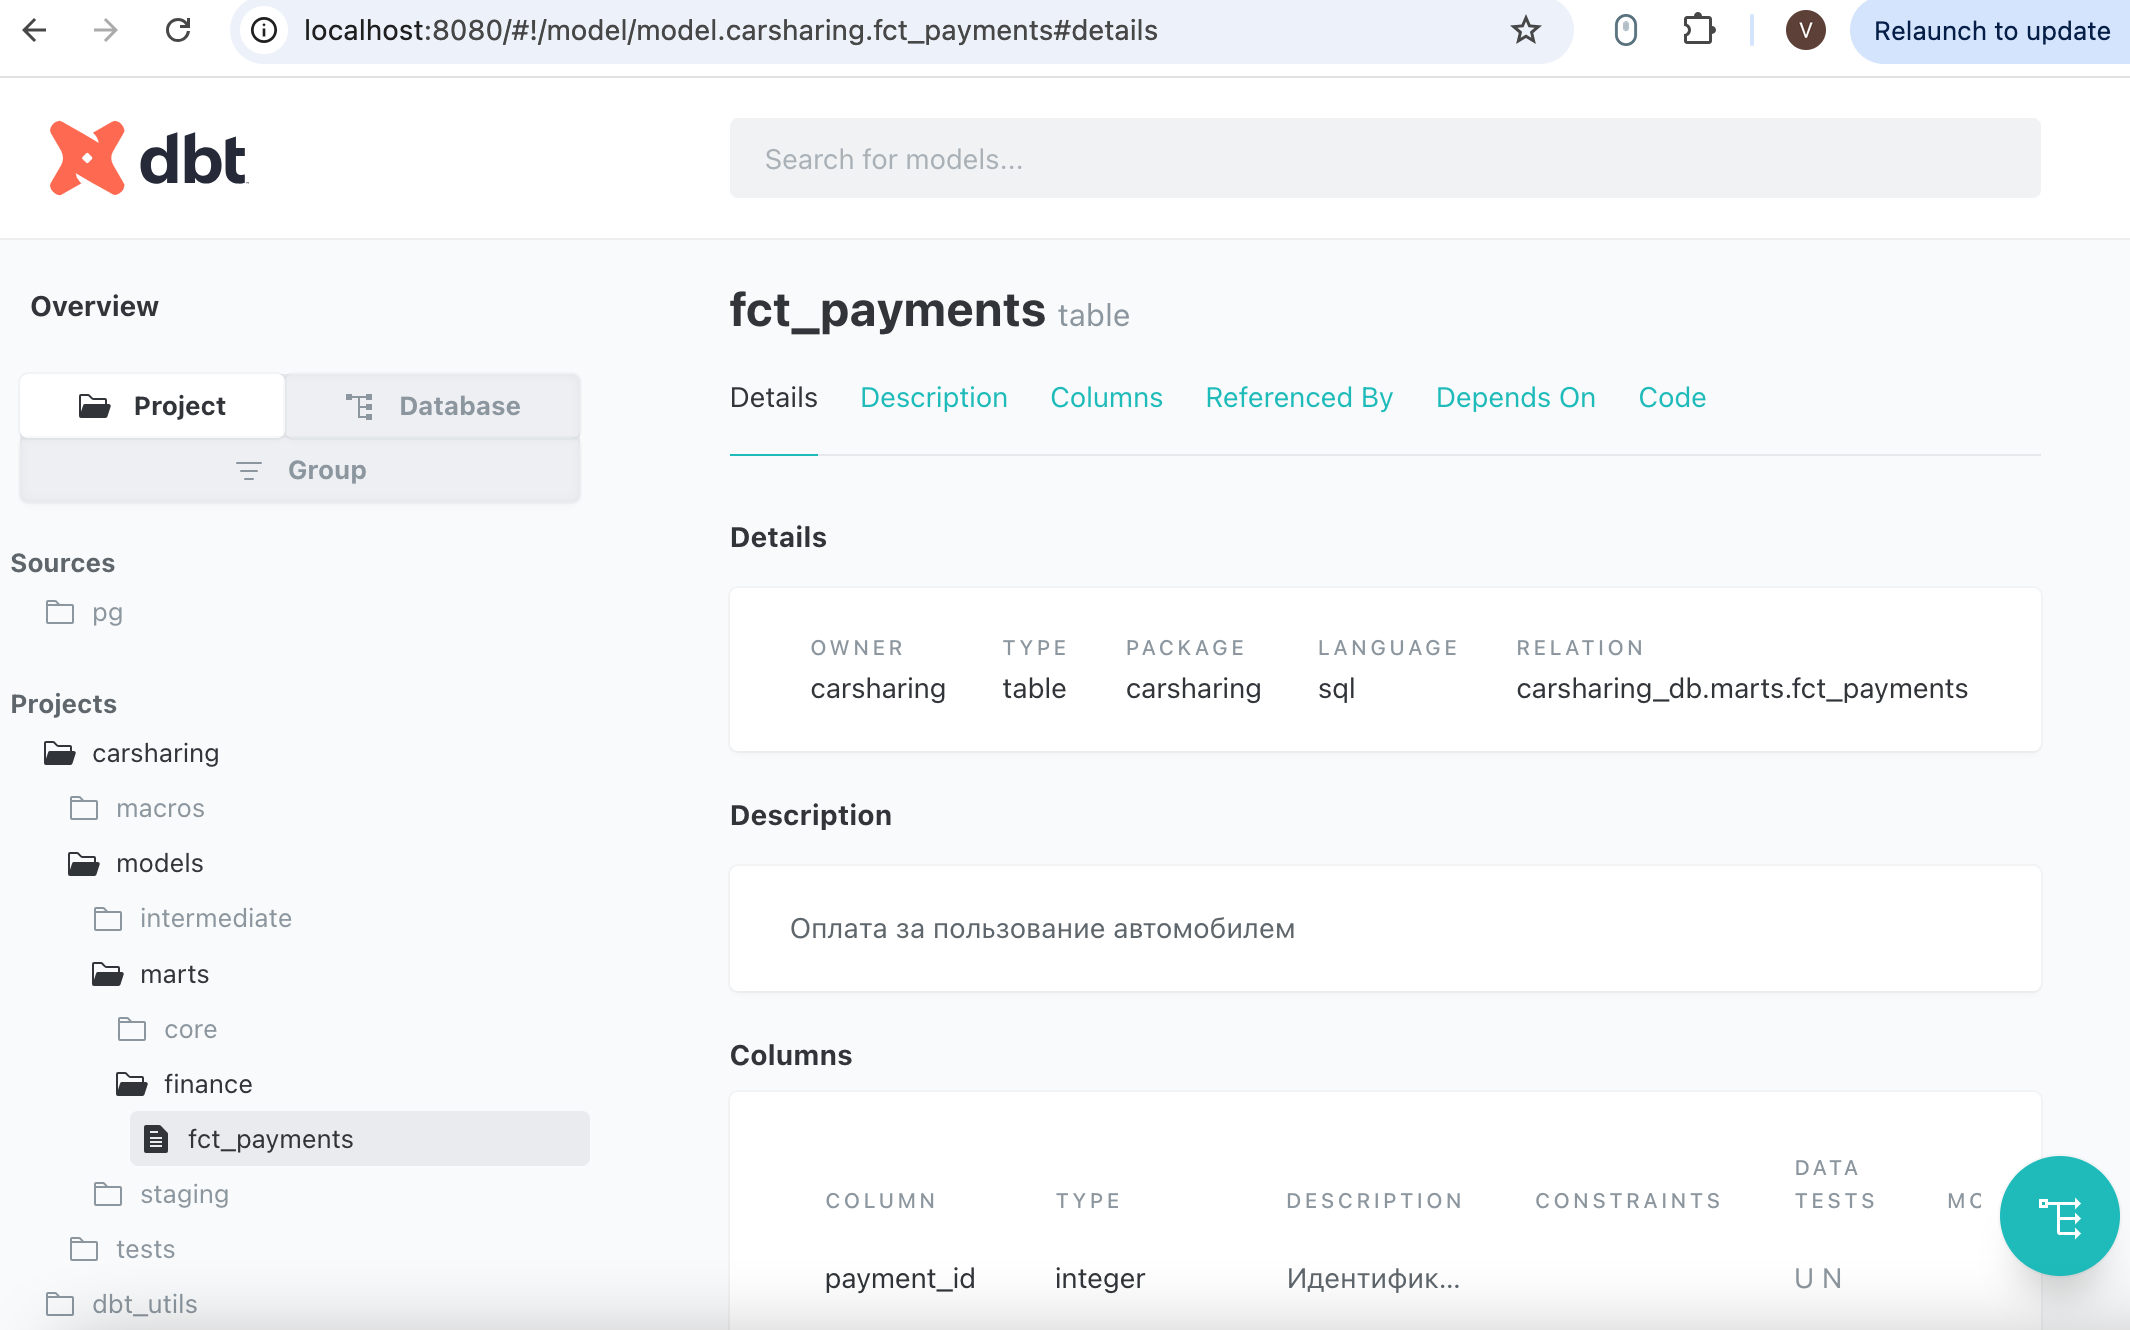 localhost:8080/#!/model/model.carsharing.fct_payments#details
V
Relaunch to update
dbt
Search for models...
Overview
Project
Database
Group
Sources
pg
Projects
carsharing
macros
models
intermediate
marts
core
finance
fct_payments
staging
tests
dbt_utils
fct_payments table
Details Description Columns Referenced By Depends On Code
Details
OWNER TYPE PACKAGE LANGUAGE RELATION
carsharing table carsharing sql carsharing_db.marts.fct_payments
Description
Оплата за пользование автомобилем
Columns
COLUMN TYPE DESCRIPTION CONSTRAINTS DATA TESTS MO
payment_id integer Идентифик... U N